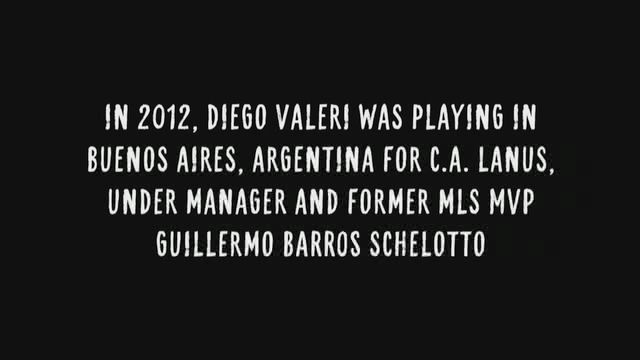 IN 2012, DIEGO VALERI WAS PLAYING IN
BUENOS AIRES, ARGENTINA FOR C.A. LANUS,
UNDER MANAGER AND FORMER MLS MVP
GUILLERMO BARROS SCHELOTTO